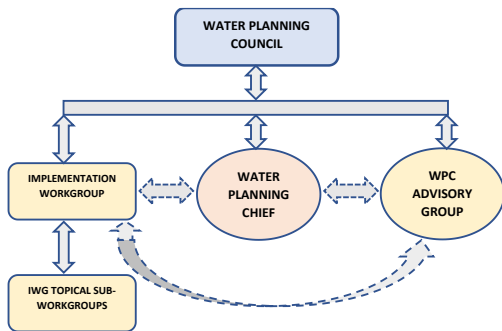 WATER PLANNING
COUNCIL
IMPLEMENTATION
WORKGROUP
WATER
PLANNING
CHIEF
WPC
ADVISORY
GROUP
IWG TOPICAL SUB-
WORKGROUPS